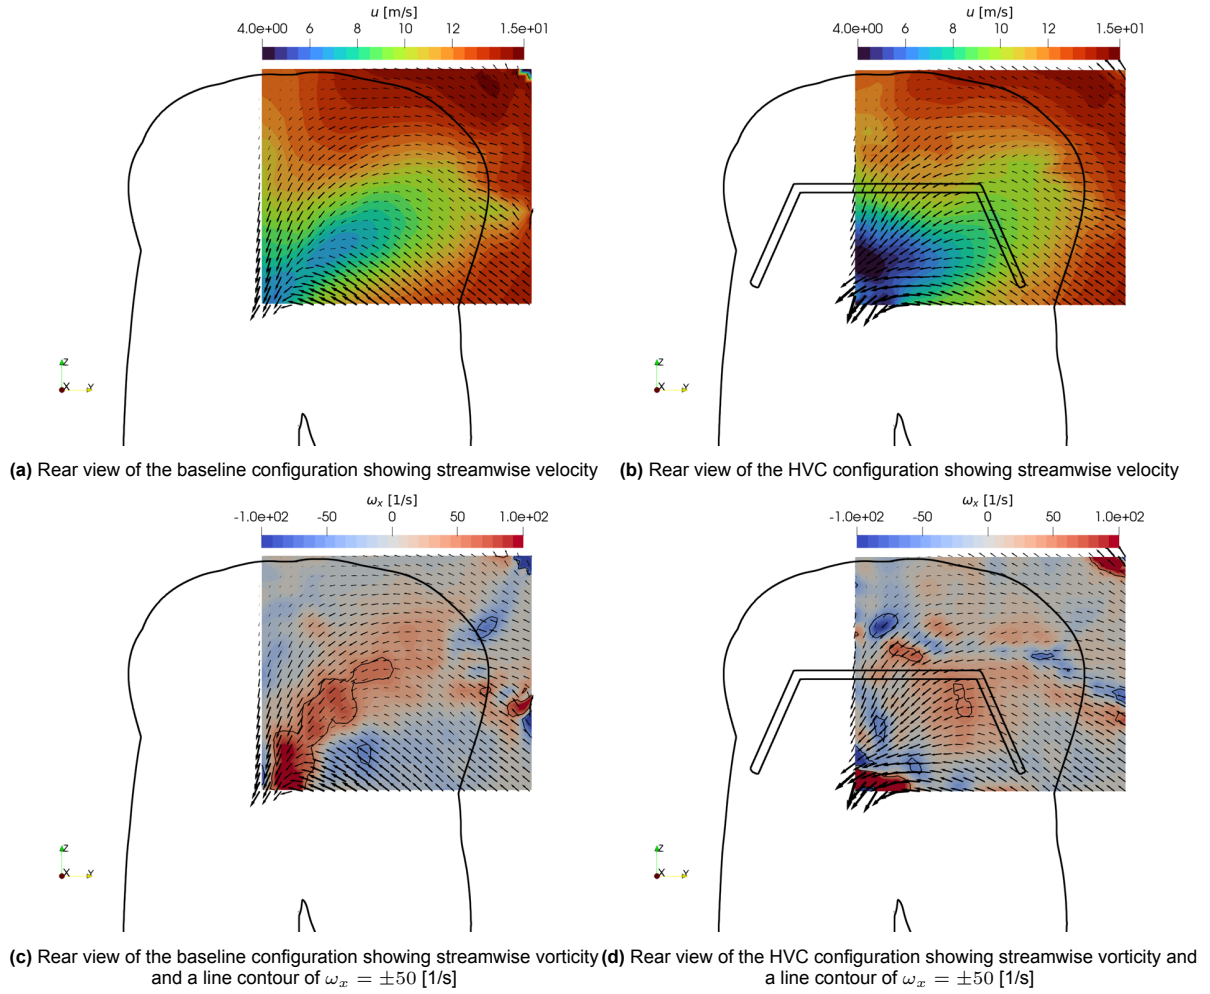 u [m/s]
4.0e+00 6 8 10 12 1.5e+01
Z
X Y
(a) Rear view of the baseline configuration showing streamwise velocity
u [m/s]
4.0e+00 6 8 10 12 1.5e+01
Z
X Y
(b) Rear view of the HVC configuration showing streamwise velocity
ωx [1/s]
-1.0e+02 -50 0 50 1.0e+02
Z
X Y
(c) Rear view of the baseline configuration showing streamwise vorticity
and a line contour of ωx = ±50 [1/s]
ωx [1/s]
-1.0e+02 -50 0 50 1.0e+02
Z
X Y
(d) Rear view of the HVC configuration showing streamwise vorticity and
a line contour of ωx = ±50 [1/s]